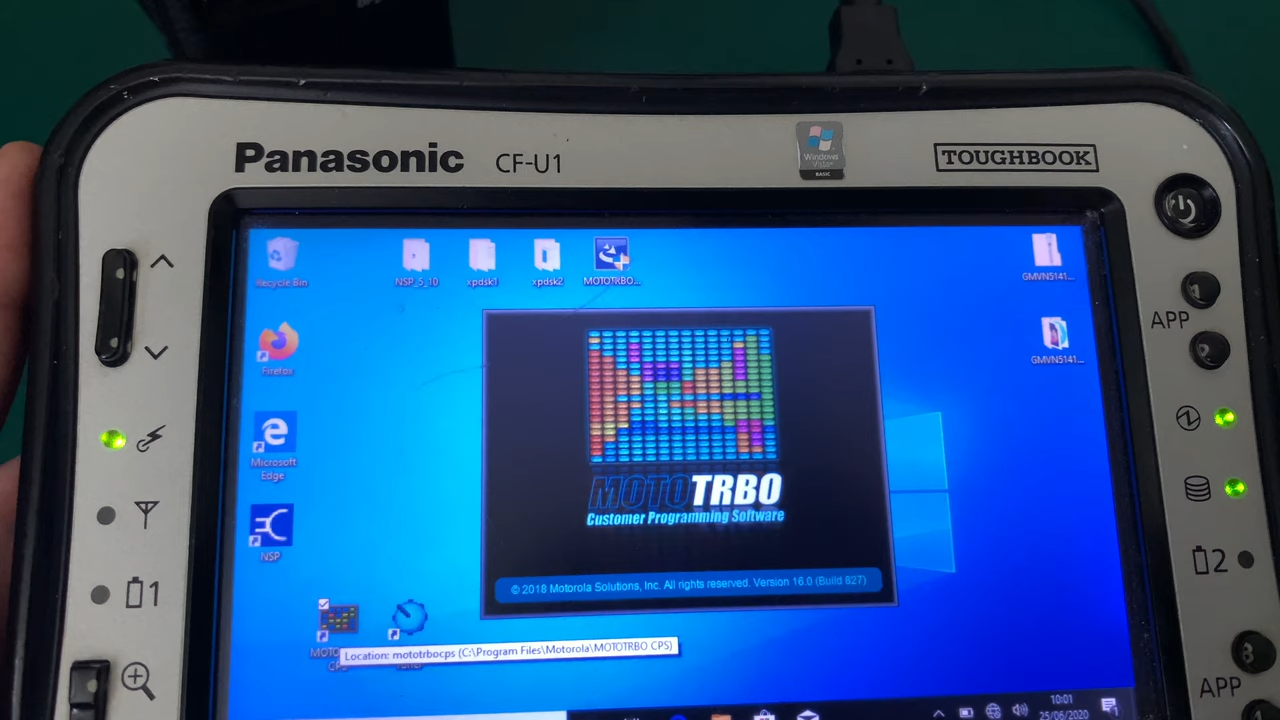 Panasonic CF-U1
Windows Vista
BASIC
TOUGHBOOK
Recycle Bin
NSP_5_10
xpdsk1
xpdsk2
MOTOTRBO...
GMVN5141...
Firefox
GMVN5141...
APP
Microsoft
Edge
NSP
MOTOTRBO
Customer Programming Software
© 2018 Motorola Solutions, Inc. All rights reserved. Version 16.0 (Build 827)
1
2
Location: mototrbocps (C:\Program Files\Motorola\MOTOTRBO CPS)
APP
10:01
25/06/2020